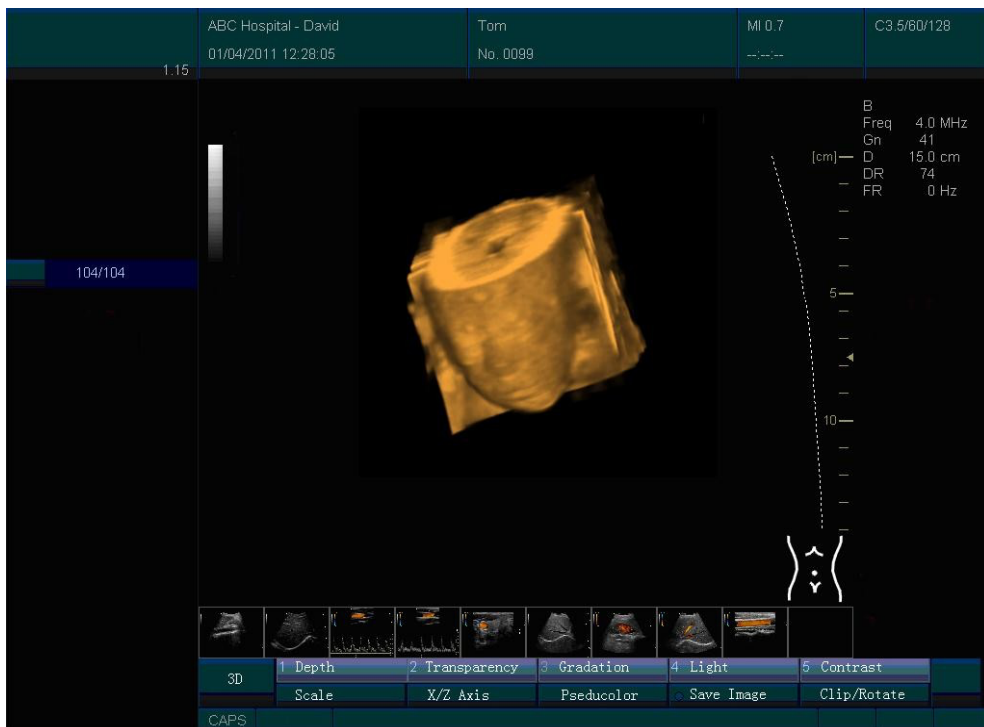 ABC Hospital - David
Tom
MI 0.7
C3.5/60/128
01/04/2011 12:28:05
No. 0099
--:--:--
1.15
B
Freq 4.0 MHz
Gn 41
[cm] D 15.0 cm
DR 74
FR 0 Hz
104/104
5
10
3D
1 Depth
2 Transparency
3 Gradation
4 Light
5 Contrast
Scale
X/Z Axis
Pseducolor
Save Image
Clip/Rotate
CAPS